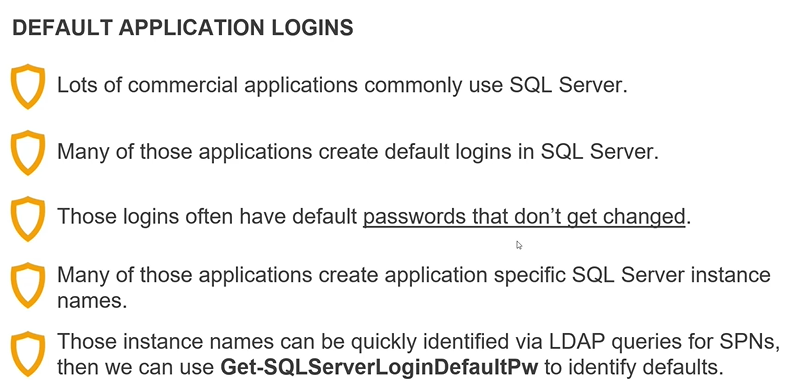 DEFAULT APPLICATION LOGINS
Lots of commercial applications commonly use SQL Server.
Many of those applications create default logins in SQL Server.
Those logins often have default passwords that don’t get changed.
Many of those applications create application specific SQL Server instance
names.
Those instance names can be quickly identified via LDAP queries for SPNs,
then we can use Get-SQLServerLoginDefaultPw to identify defaults.